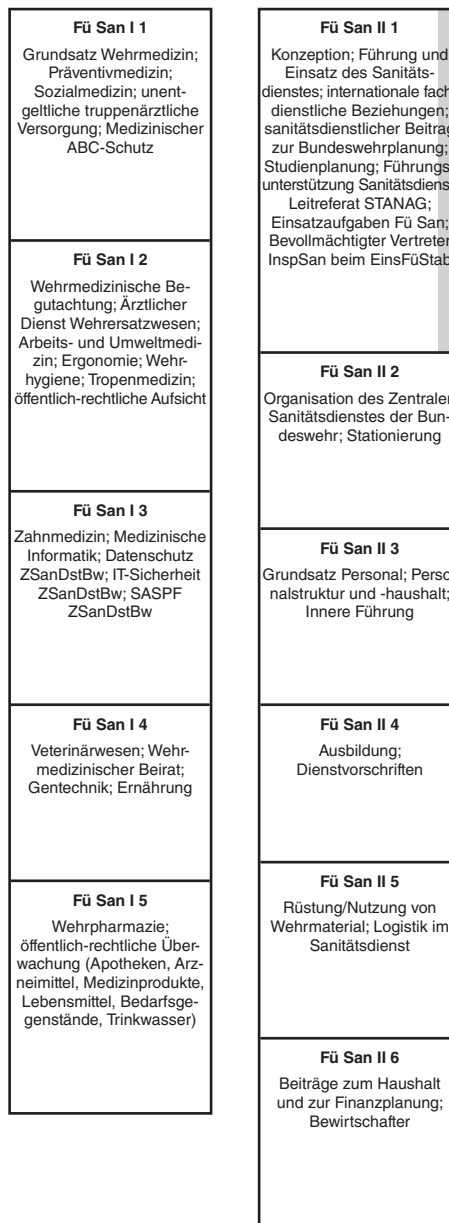 Fü San I 1
Grundsatz Wehrmedizin;
Präventivmedizin;
Sozialmedizin; unent-
geltliche truppenärztliche
Versorgung; Medizinischer
ABC-Schutz
Fü San I 2
Wehrmedizinische Be-
gutachtung; Ärztlicher
Dienst Wehrersatzwesen;
Arbeits- und Umweltmedi-
zin; Ergonomie; Wehr-
hygiene; Tropenmedizin;
öffentlich-rechtliche Aufsicht
Fü San I 3
Zahnmedizin; Medizinische
Informatik; Datenschutz
ZSanDstBw; IT-Sicherheit
ZSanDstBw; SASPF
ZSanDstBw
Fü San I 4
Veterinärwesen; Wehr-
medizinischer Beirat;
Gentechnik; Ernährung
Fü San I 5
Wehrpharmazie;
öffentlich-rechtliche Über-
wachung (Apotheken, Arz-
neimittel, Medizinprodukte,
Lebensmittel, Bedarfsge-
genstände, Trinkwasser)
Fü San II 1
Konzeption; Führung und
Einsatz des Sanitäts-
dienstes; internationale fach
dienstliche Beziehungen;
sanitätsdienstlicher Beitrag
zur Bundeswehrplanung;
Studienplanung; Führungs
unterstützung Sanitätsdiens
Leitreferat STANAG;
Einsatzaufgaben Fü San;
Bevollmächtigter Vertreter
InspSan beim EinsFüStab
Fü San II 2
Organisation des Zentralen
Sanitätsdienstes der Bun-
deswehr; Stationierung
Fü San II 3
Grundsatz Personal; Perso
nalstruktur und -haushalt;
Innere Führung
Fü San II 4
Ausbildung;
Dienstvorschriften
Fü San II 5
Rüstung/Nutzung von
Wehrmaterial; Logistik im
Sanitätsdienst
Fü San II 6
Beiträge zum Haushalt
und zur Finanzplanung;
Bewirtschafter